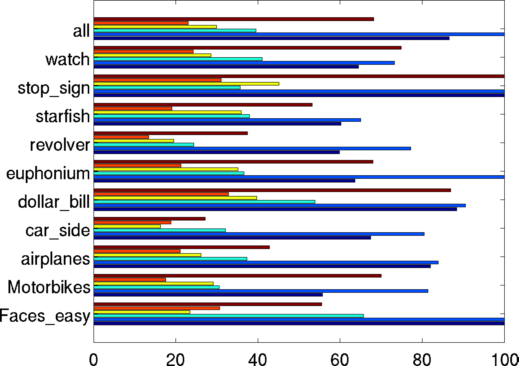 all
watch
stop_sign
starfish
revolver
euphonium
dollar_bill
car_side
airplanes
Motorbikes
Faces_easy
0 20 40 60 80 100